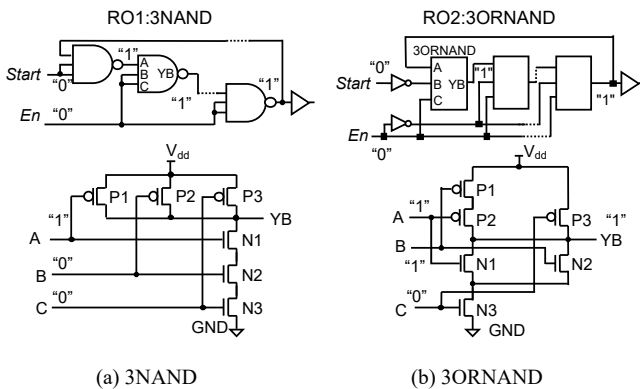 RO1:3NAND
"1"
A
B
C
YB
Start
"0"
"1"
"1"
En "0"
Vdd
P1
P2
P3
"1"
A
YB
N1
"0"
B
N2
"0"
C
N3
GND
(a) 3NAND
RO2:3ORNAND
"0"
3ORNAND
A
Start
B YB
C
"1"
"1"
En
"0"
Vdd
P1
"1"
A
P2
P3
"1"
YB
B
"1"
N1
N2
"0"
C
N3
GND
(b) 3ORNAND